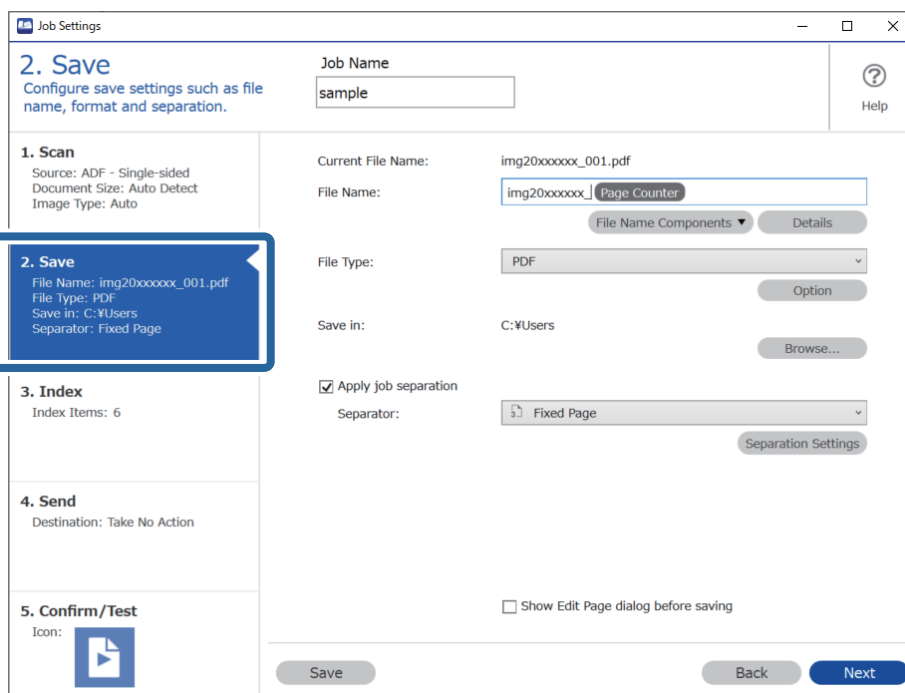 Job Settings
2. Save
Configure save settings such as file
name, format and separation.
Job Name
sample
Help
1. Scan
Source: ADF - Single-sided
Document Size: Auto Detect
Image Type: Auto
2. Save
File Name: img20xxxxxx_001.pdf
File Type: PDF
Save in: C:¥Users
Separator: Fixed Page
3. Index
Index Items: 6
4. Send
Destination: Take No Action
5. Confirm/Test
Icon:
Current File Name: img20xxxxxx_001.pdf
File Name: img20xxxxxx_ Page Counter
File Name Components ▼ Details
File Type: PDF
Option
Save in: C:¥Users
Browse...
Apply job separation
Separator: Fixed Page
Separation Settings
Show Edit Page dialog before saving
Save Back Next